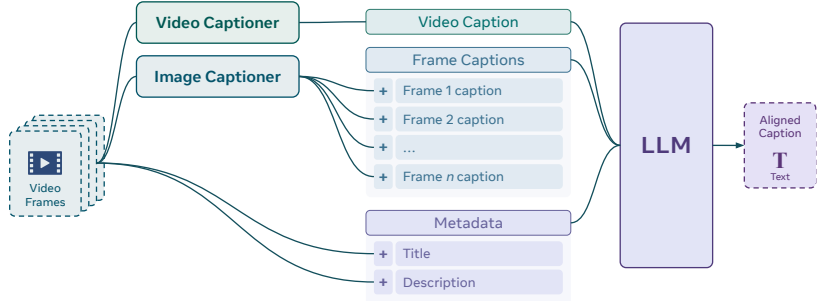 Video Captioner
Image Captioner
Video
Frames
Video Caption
Frame Captions
+ Frame 1 caption
+ Frame 2 caption
+ ...
+ Frame n caption
Metadata
+ Title
+ Description
LLM
Aligned
Caption
T
Text